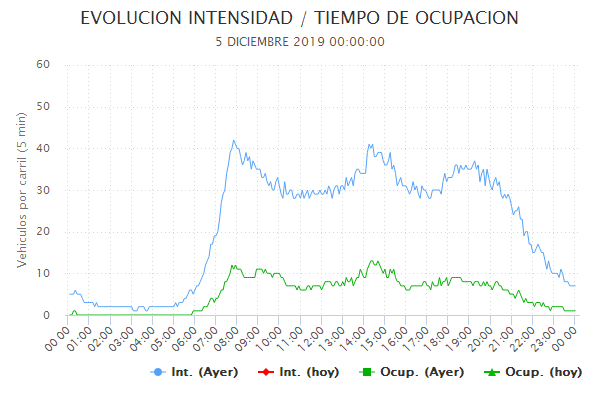 EVOLUCION INTENSIDAD / TIEMPO DE OCUPACION
5 DICIEMBRE 2019 00:00:00
Vehiculos por carril (5 min)
60
50
40
30
20
10
0
00:00 01:00 02:00 03:00 04:00 05:00 06:00 07:00 08:00 09:00 10:00 11:00 12:00 13:00 14:00 15:00 16:00 17:00 18:00 19:00 20:00 21:00 22:00 23:00 00:00
Int. (Ayer) Int. (hoy) Ocup. (Ayer) Ocup. (hoy)